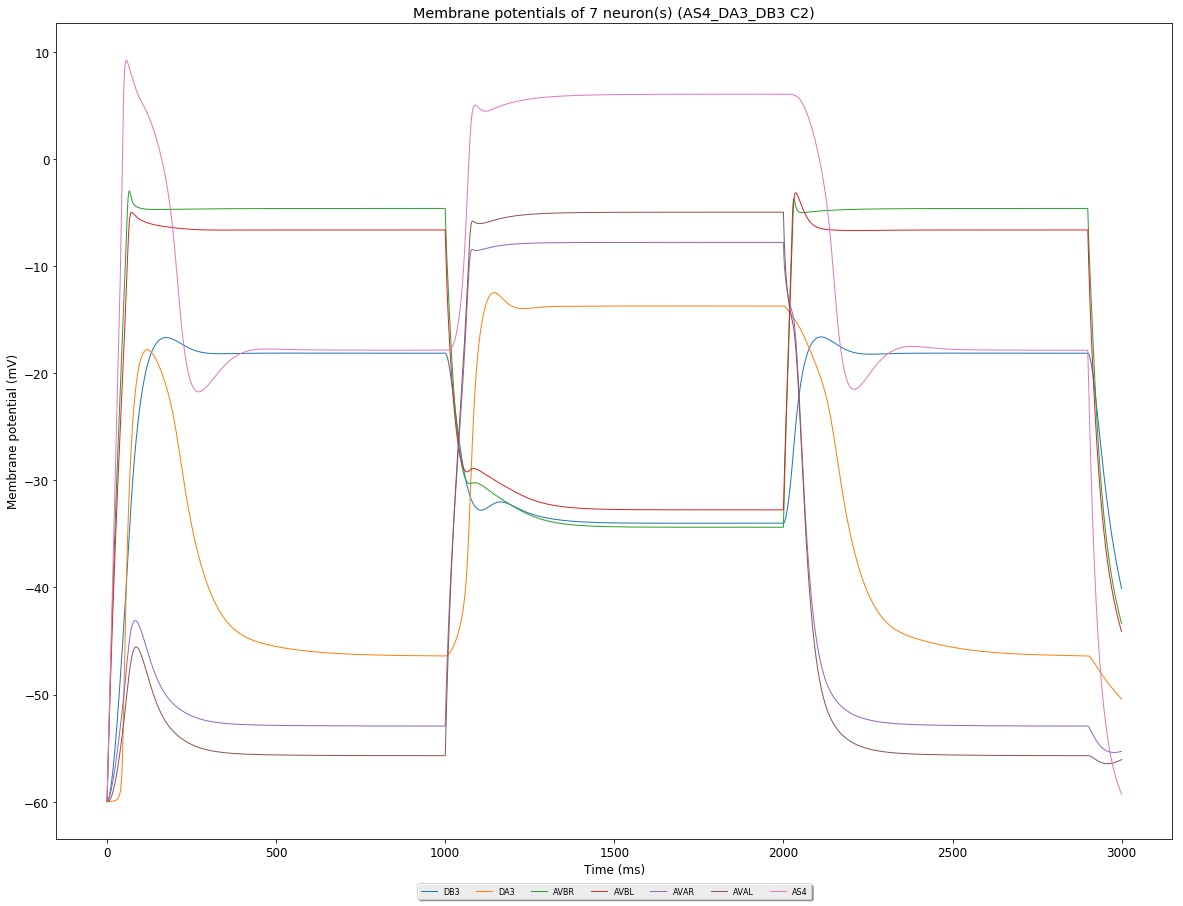 Membrane potentials of 7 neuron(s) (AS4_DA3_DB3 C2)
10
0
−10
−20
−30
−40
−50
−60
Membrane potential (mV)
0 500 1000 1500 2000 2500 3000
Time (ms)
DB3 DA3 AVBR AVBL AVAR AVAL AS4